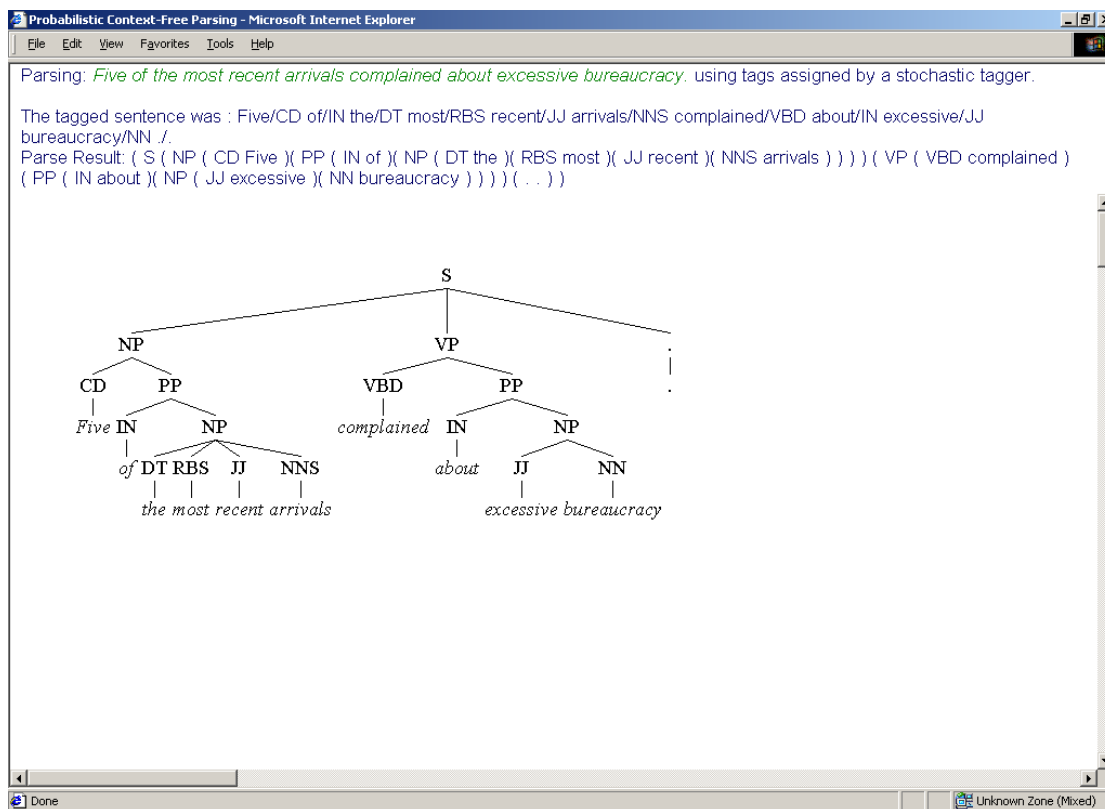 Probabilistic Context-Free Parsing - Microsoft Internet Explorer
File Edit View Favorites Tools Help
Parsing: Five of the most recent arrivals complained about excessive bureaucracy. using tags assigned by a stochastic tagger.
The tagged sentence was : Five/CD of/IN the/DT most/RBS recent/JJ arrivals/NNS complained/VBD about/IN excessive/JJ
bureaucracy/NN ./.
Parse Result: ( S ( NP ( CD Five )( PP ( IN of )( NP ( DT the )( RBS most )( JJ recent )( NNS arrivals ) ) ) ) ( VP ( VBD complained )
( PP ( IN about )( NP ( JJ excessive )( NN bureaucracy ) ) ) ) ( . . ) )
S
NP VP .
CD PP VBD PP .
Five IN NP complained IN NP
of DT RBS JJ NNS about JJ NN
the most recent arrivals excessive bureaucracy
Done Unknown Zone (Mixed)